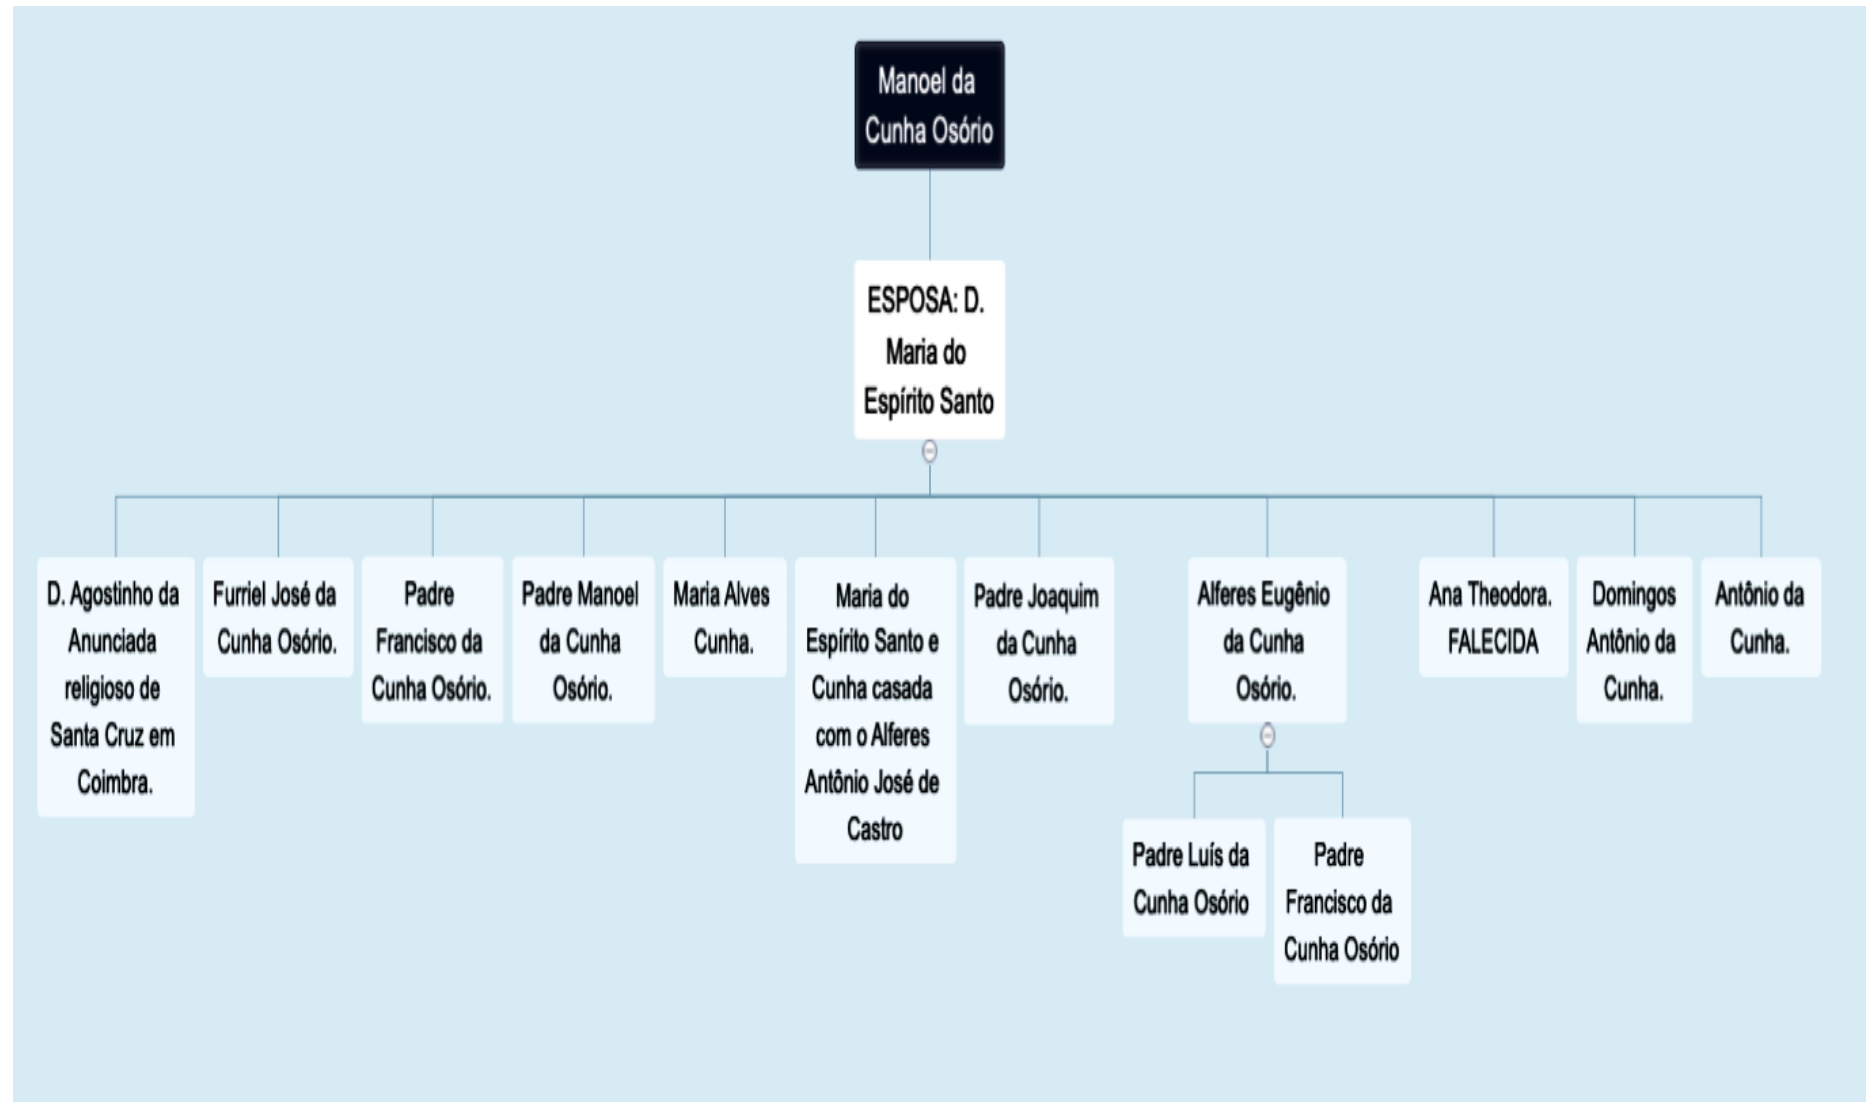 Manoel da
Cunha Osório
ESPOSA: D.
Maria do
Espírito Santo
D. Agostinho da
Anunciada
religioso de
Santa Cruz em
Coimbra.
Furriel José da
Cunha Osório.
Padre
Francisco da
Cunha Osório.
Padre Manoel
da Cunha
Osório.
Maria Alves
Cunha.
Maria do
Espírito Santo e
Cunha casada
com o Alferes
Antônio José de
Castro
Padre Joaquim
da Cunha
Osório.
Alferes Eugênio
da Cunha
Osório.
Ana Theodora.
FALECIDA
Domingos
Antônio da
Cunha.
Antônio da
Cunha.
Padre Luís da
Cunha Osório
Padre
Francisco da
Cunha Osório